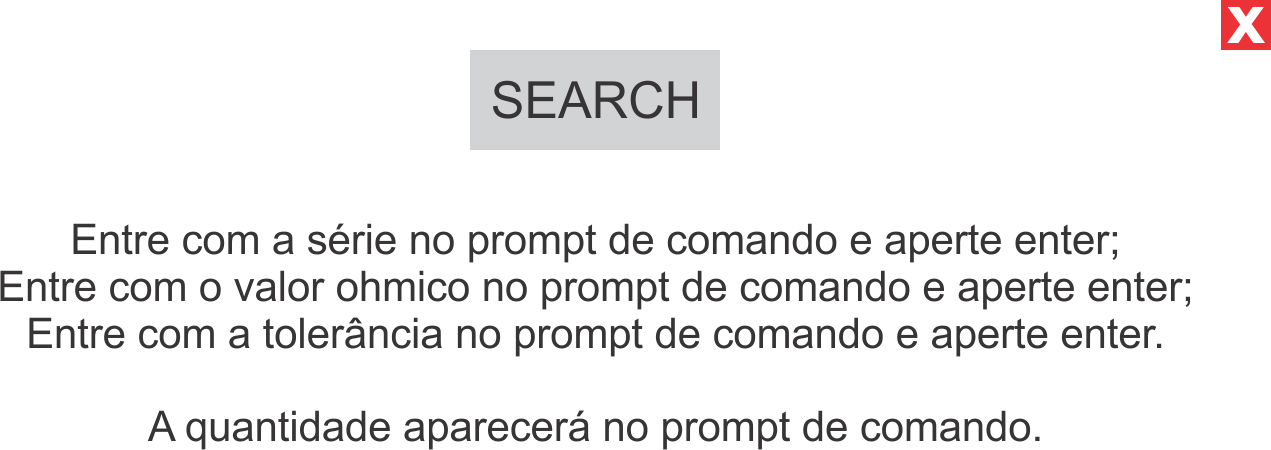 X
SEARCH
Entre com a série no prompt de comando e aperte enter;
Entre com o valor ohmico no prompt de comando e aperte enter;
Entre com a tolerância no prompt de comando e aperte enter.
A quantidade aparecerá no prompt de comando.